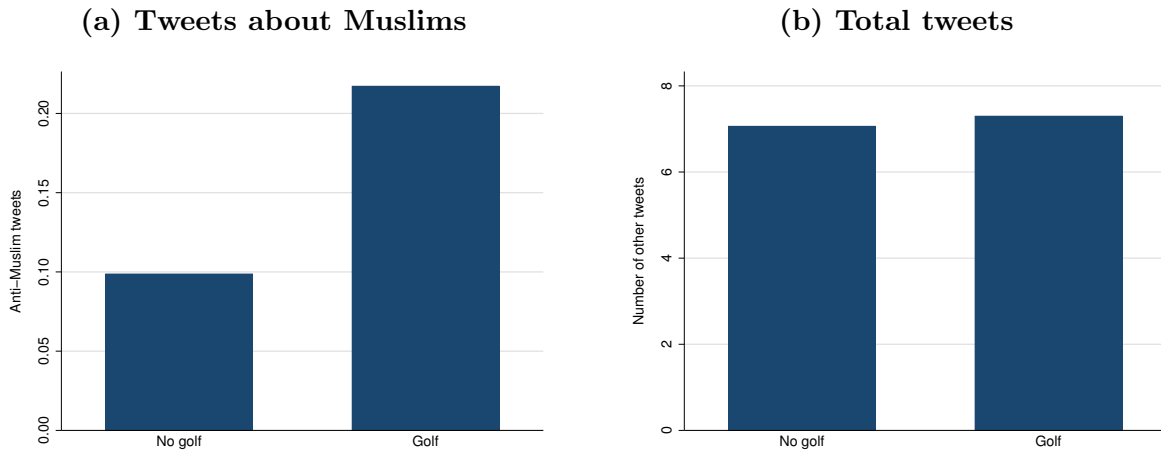 (a) Tweets about Muslims
Anti−Muslim tweets
0.20
0.15
0.10
0.05
0.00
No golf Golf
(b) Total tweets
Number of other tweets
8
6
4
2
0
No golf Golf